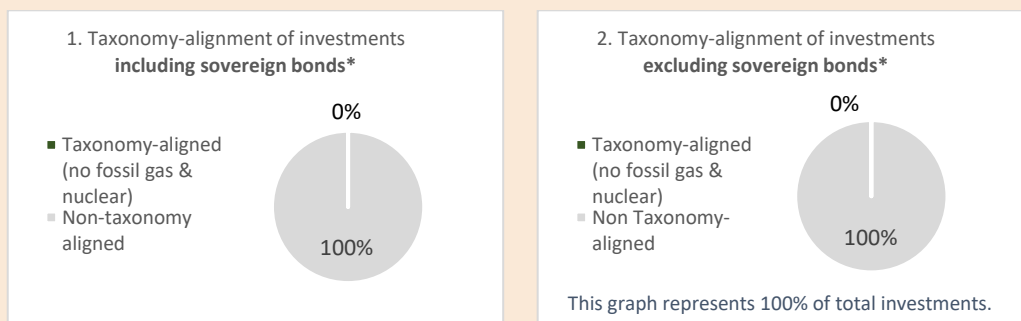 1. Taxonomy-alignment of investments
including sovereign bonds*
0%
Taxonomy-aligned
(no fossil gas &
nuclear)
Non-taxonomy
aligned
100%
2. Taxonomy-alignment of investments
excluding sovereign bonds*
0%
Taxonomy-aligned
(no fossil gas &
nuclear)
Non Taxonomy-
aligned
100%
This graph represents 100% of total investments.